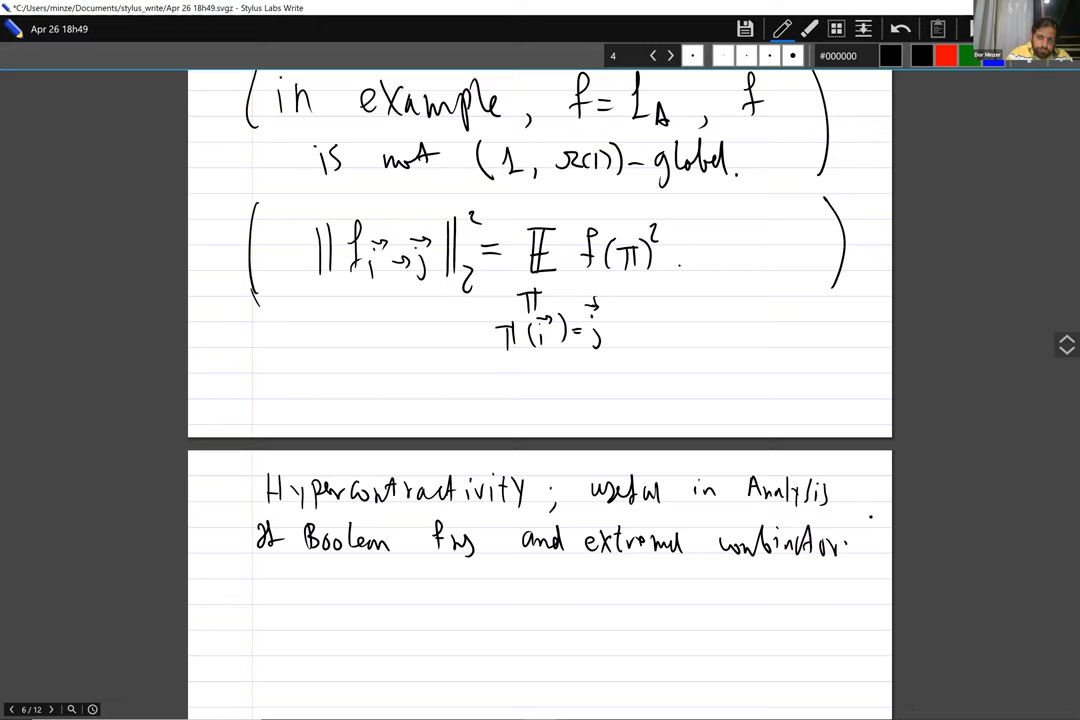 *C:/Users/minze/Documents/stylus_write/Apr 26 18h49.svgz - Stylus Labs Write
Apr 26 18h49
4
#000000
Dor Minzer
(in example, f = 1_A, f
is not (1, Ω(1)) - global.)
(‖f_{i⃗→j⃗}‖_2^2 = 𝔼 f(π)^2.)
π
π(i⃗) = j⃗
Hypercontractivity; useful in Analysis
of Boolean fns and extremal combinator.
6 / 12